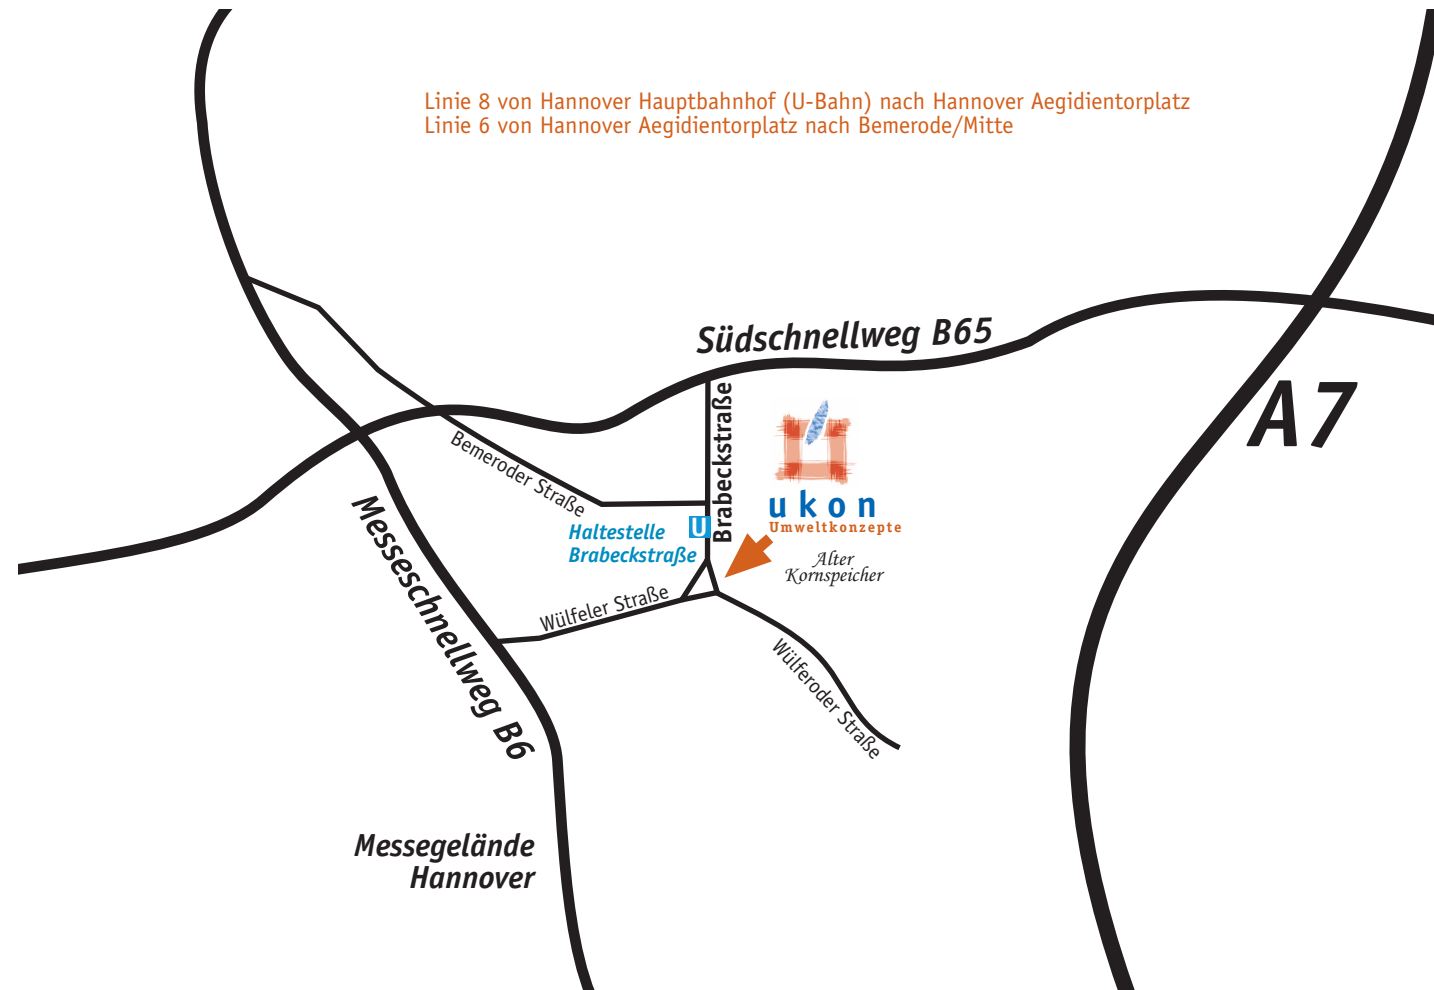 Linie 8 von Hannover Hauptbahnhof (U-Bahn) nach Hannover Aegidientorplatz
Linie 6 von Hannover Aegidientorplatz nach Bemerode/Mitte
Südschnellweg B65
A7
Brabeckstraße
Bemeroder Straße
ukon
Umweltkonzepte
U
Haltestelle
Brabeckstraße
Alter
Kornspeicher
Messeschnellweg B6
Wülfeler Straße
Wülferoder Straße
Messegelände
Hannover